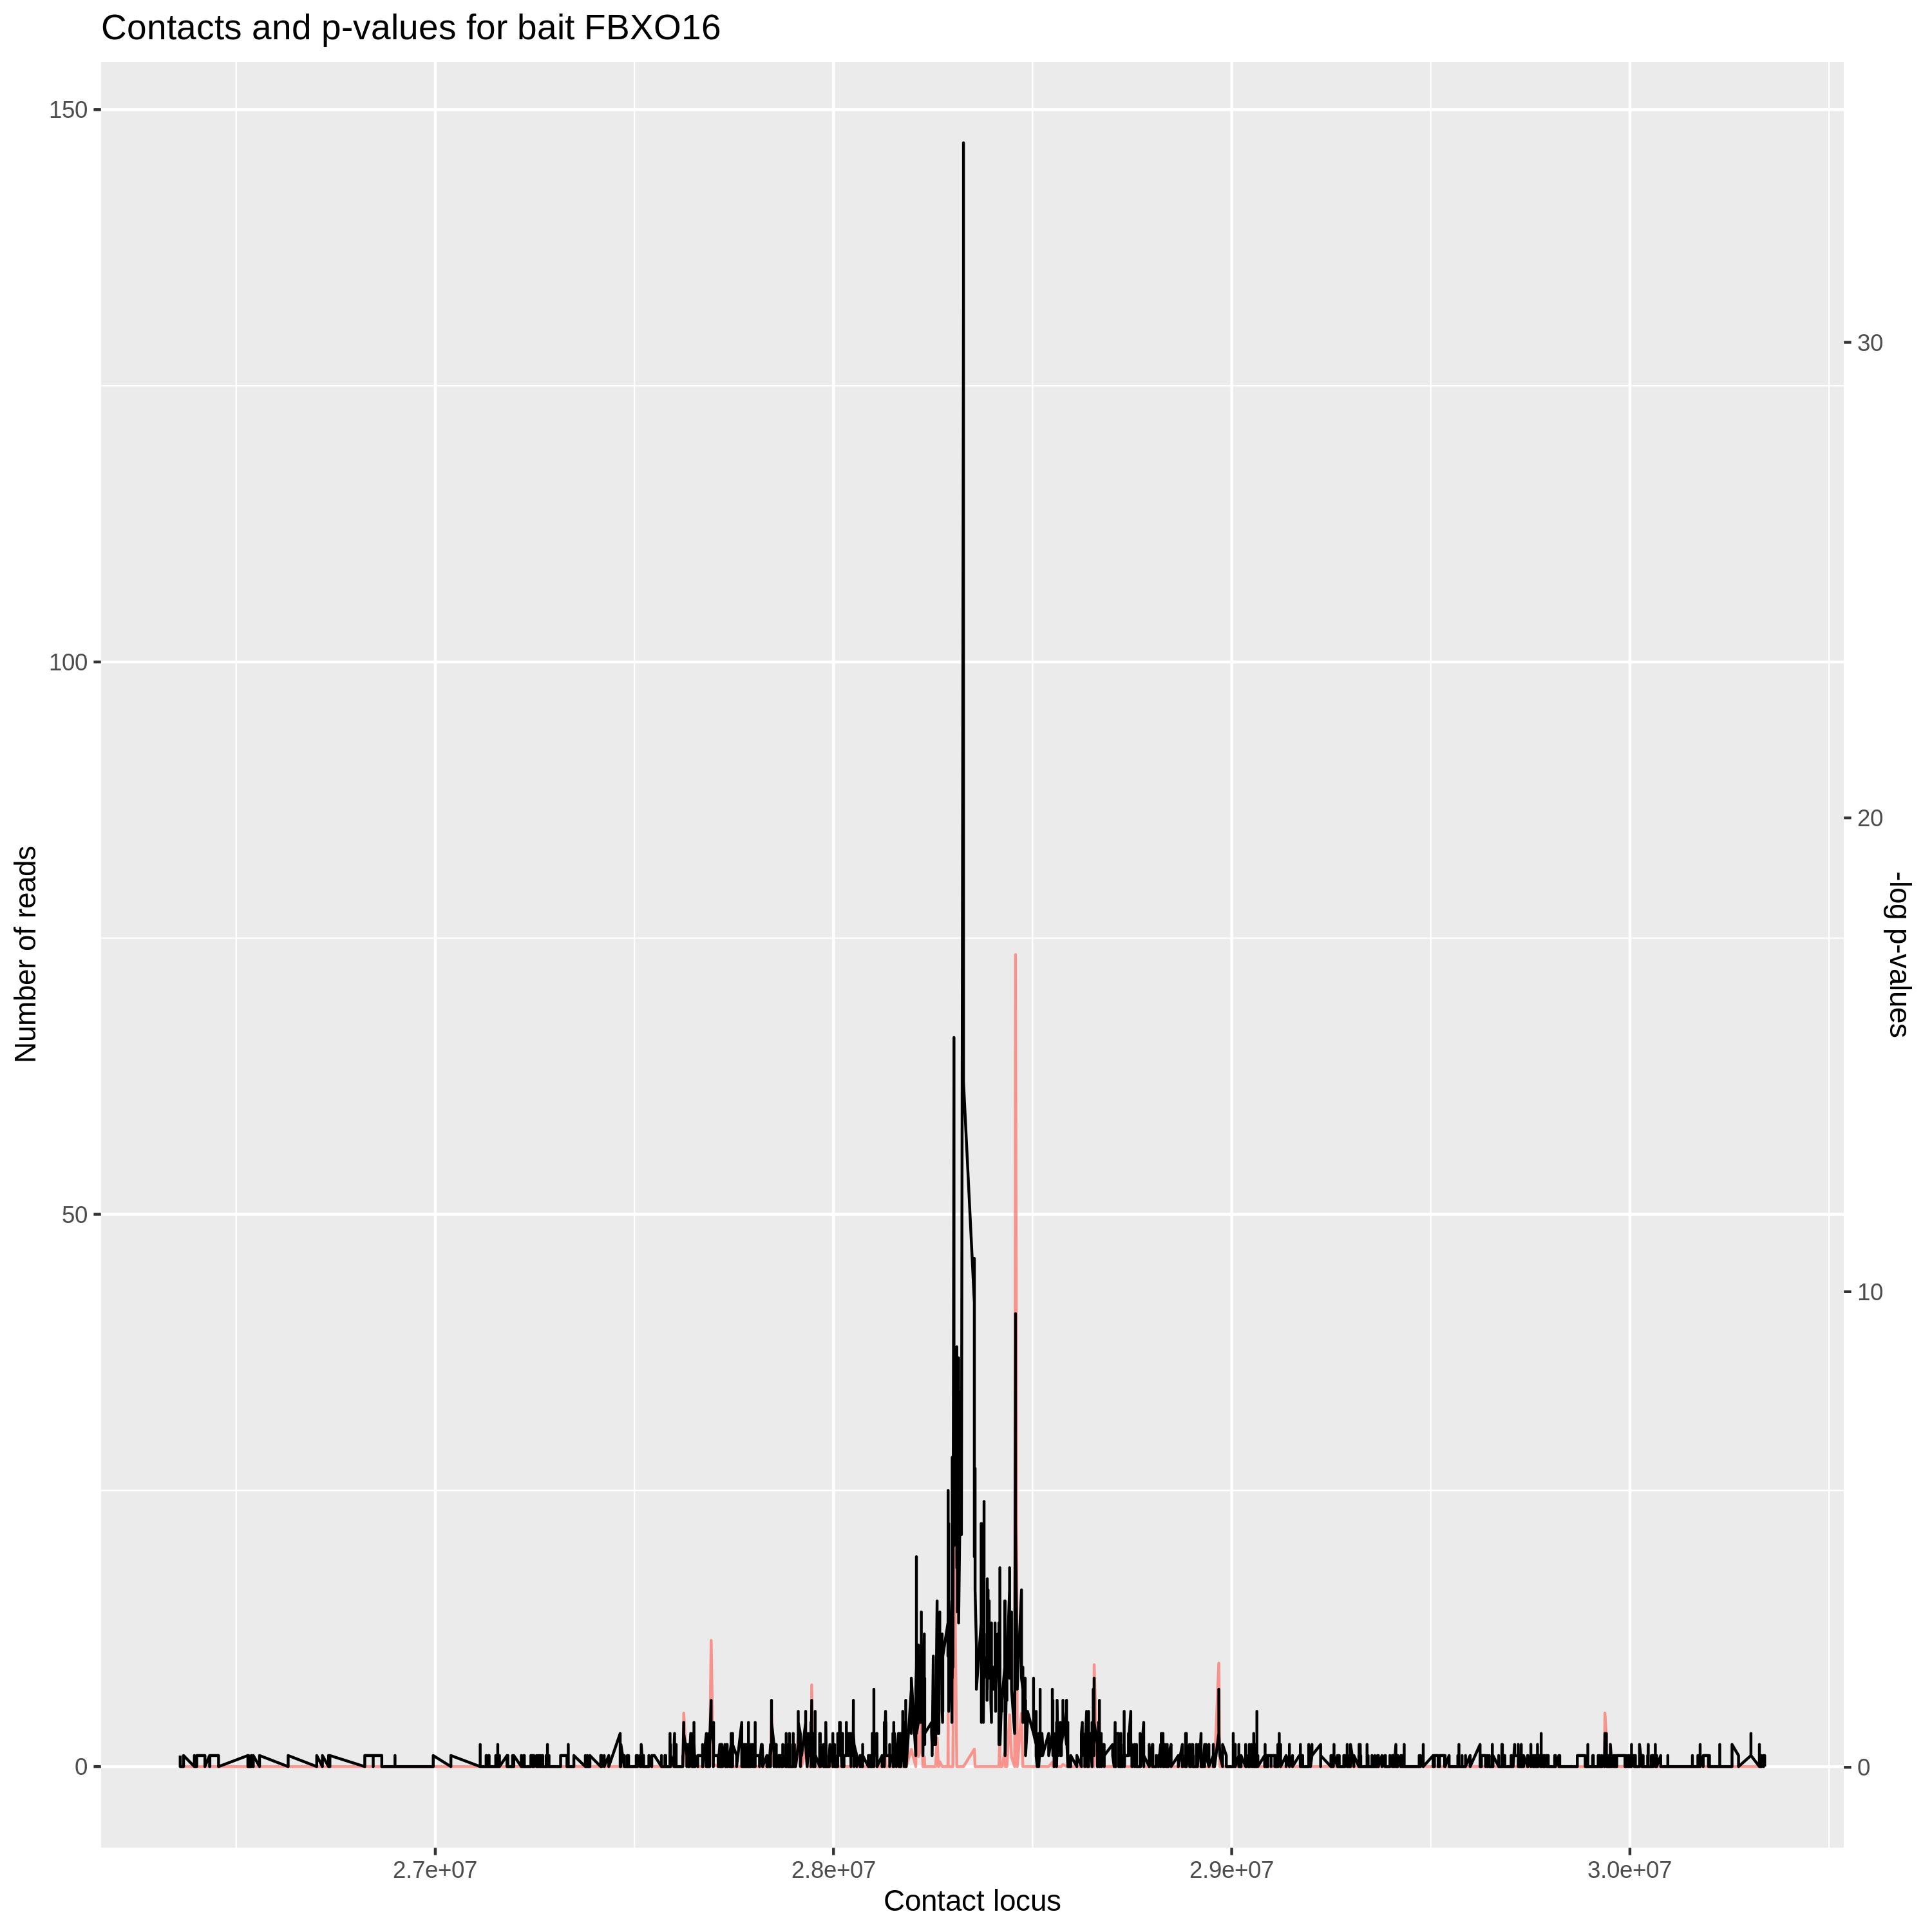 Contacts and p-values for bait FBXO16
150
100
50
0
30
20
10
0
Number of reads
-log p-values
2.7e+07
2.8e+07
2.9e+07
3.0e+07
Contact locus